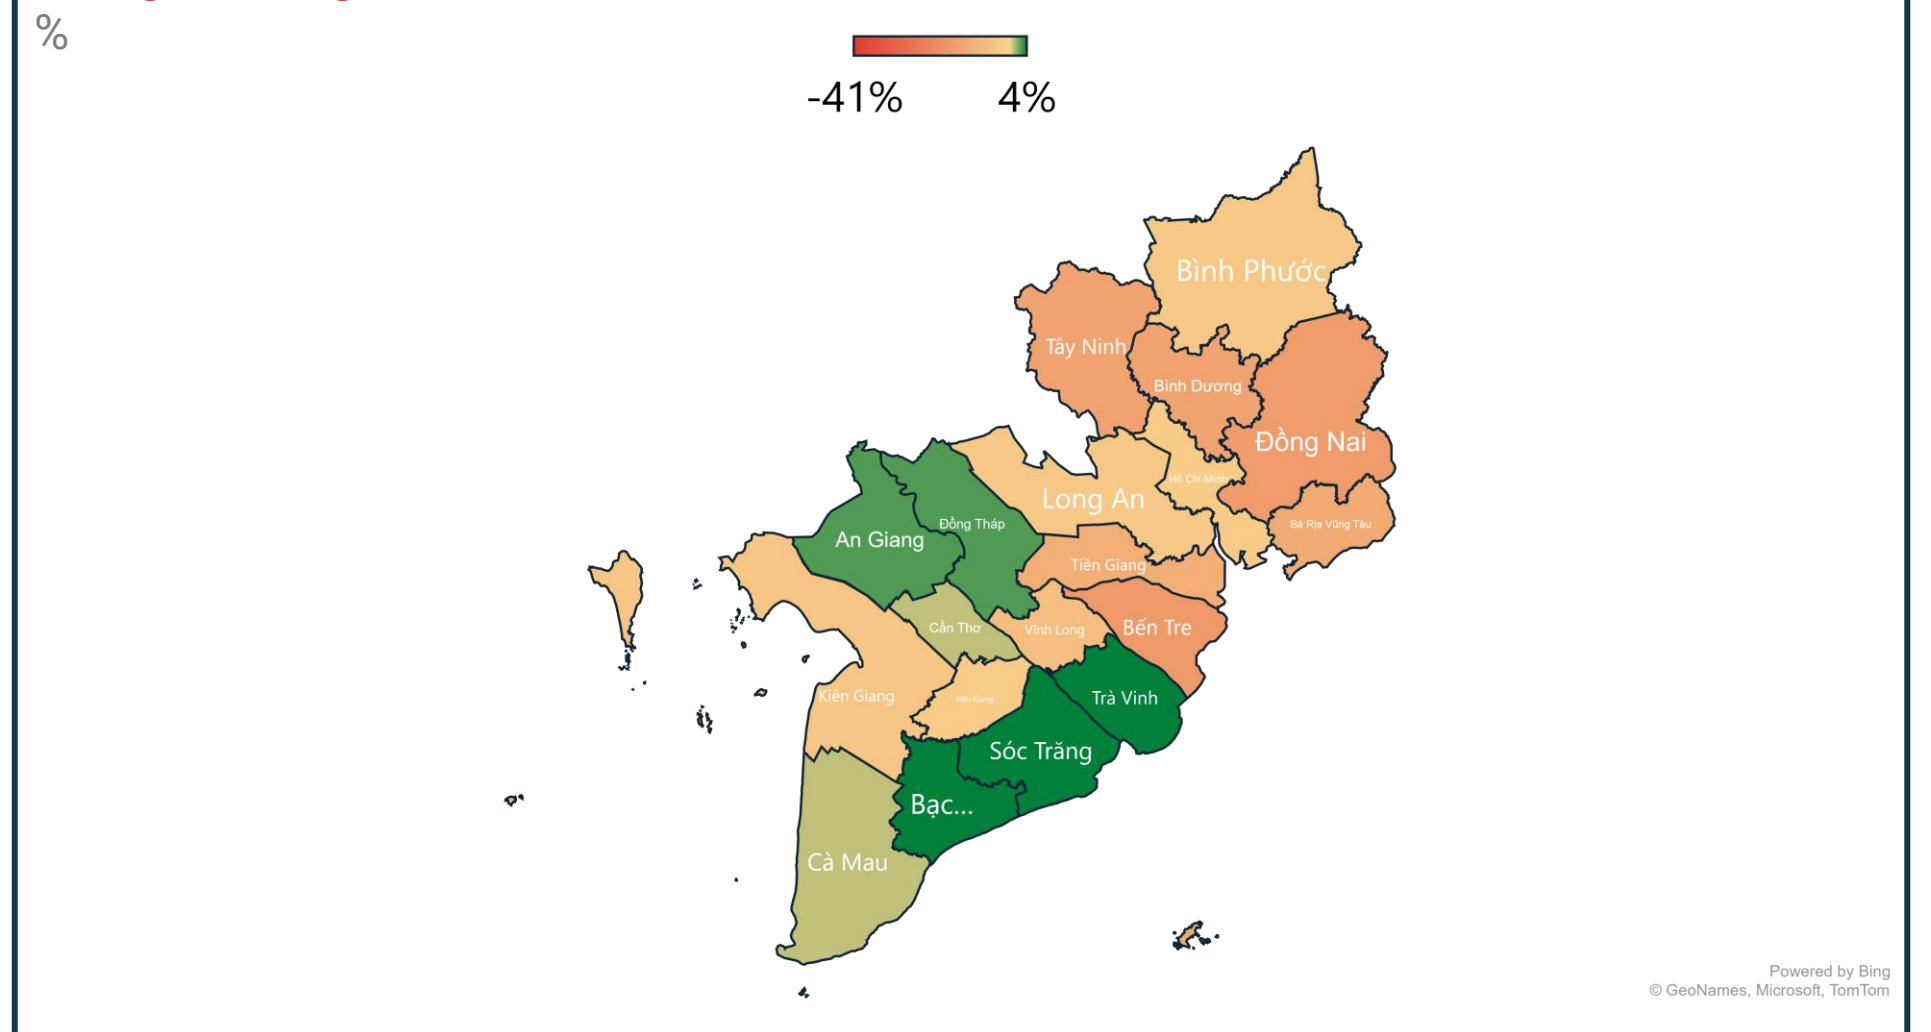 %
-41%
4%
Bình Phước
Tây Ninh
Bình Dương
Đồng Nai
Hồ Chí Minh
Long An
Bà Rịa Vũng Tàu
Đồng Tháp
An Giang
Tiền Giang
Cần Thơ
Vĩnh Long
Bến Tre
Kiên Giang
Hậu Giang
Trà Vinh
Sóc Trăng
Bạc...
Cà Mau
Powered by Bing
© GeoNames, Microsoft, TomTom